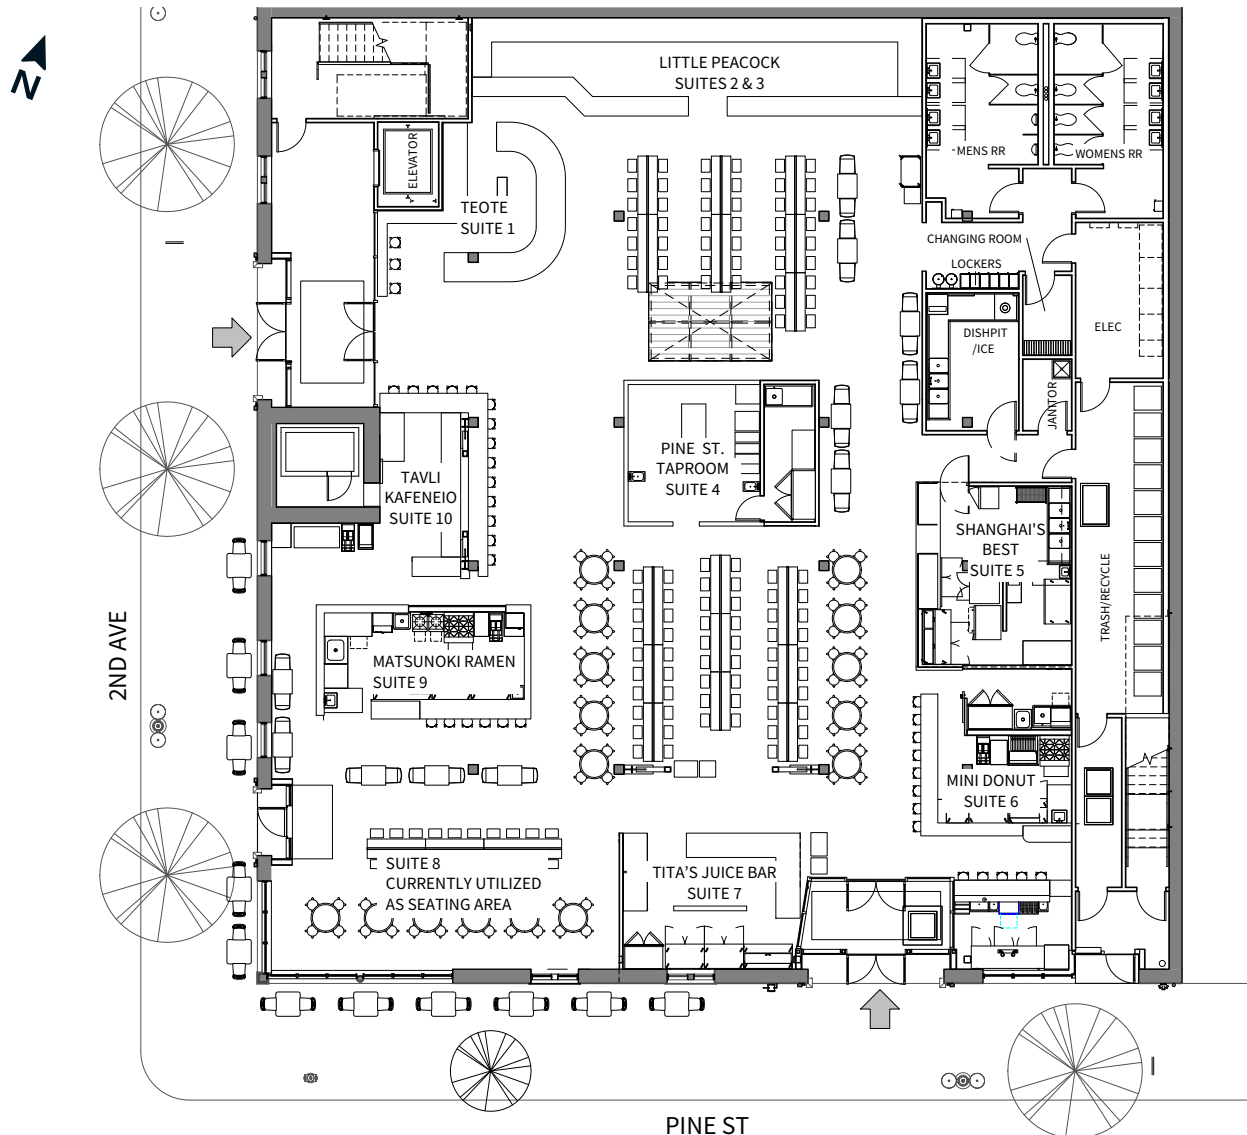 N
LITTLE PEACOCK
SUITES 2 & 3
ELEVATOR
MENS RR
WOMENS RR
TEOTE
SUITE 1
CHANGING ROOM
LOCKERS
DISHPIT
/ICE
ELEC
JANITOR
PINE ST.
TAPROOM
SUITE 4
TAVLI
KAFENEIO
SUITE 10
SHANGHAI'S
BEST
SUITE 5
TRASH/RECYCLE
2ND AVE
MATSUNOKI RAMEN
SUITE 9
MINI DONUT
SUITE 6
SUITE 8
CURRENTLY UTILIZED
AS SEATING AREA
TITA'S JUICE BAR
SUITE 7
PINE ST